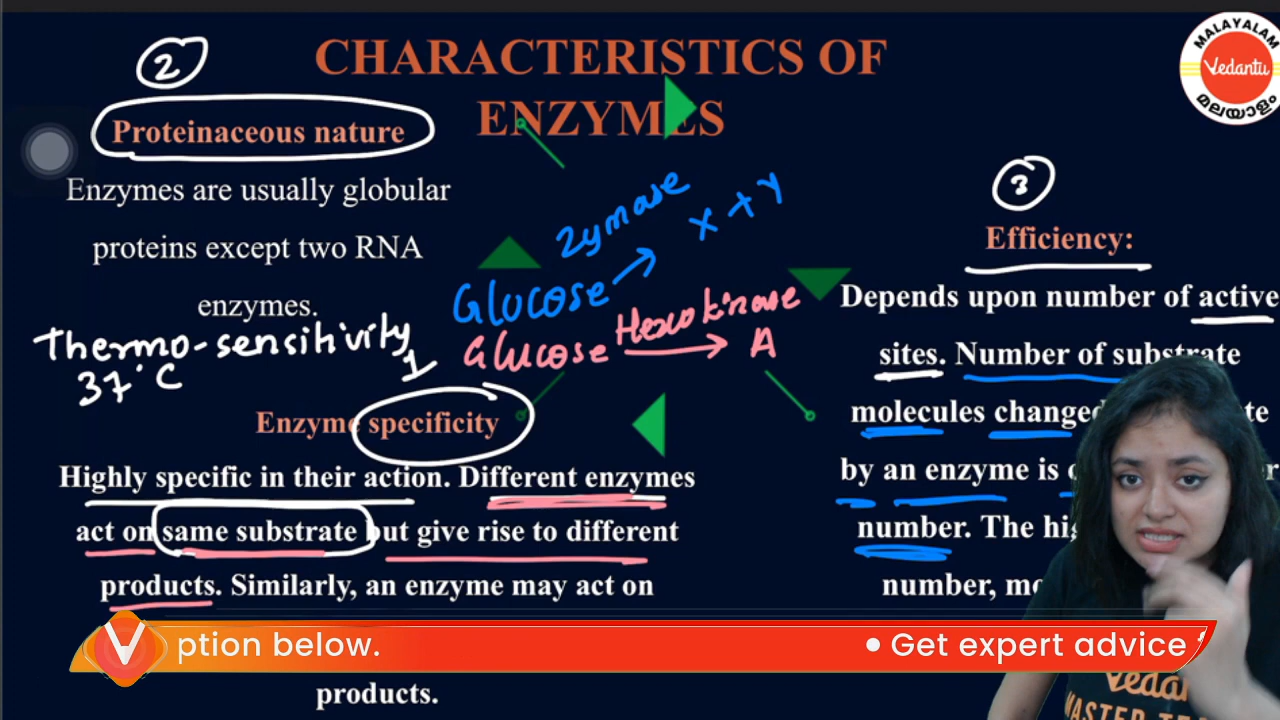 CHARACTERISTICS OF
ENZYMES
MALAYALAM
Vedantu
മലയാളം
2
Proteinaceous nature
Enzymes are usually globular
proteins except two RNA
enzymes.
Thermo-sensitivity
37°C
Zymase
Glucose → X + Y
Hexokinase
Glucose → A
1
Enzyme specificity
Highly specific in their action. Different enzymes
act on same substrate but give rise to different
products. Similarly, an enzyme may act on
products.
3
Efficiency:
Depends upon number of active
sites. Number of substrate
molecules changed
by an enzyme is
number. The
number,
V
ption below.
• Get expert advice
Vedan
MASTER TE